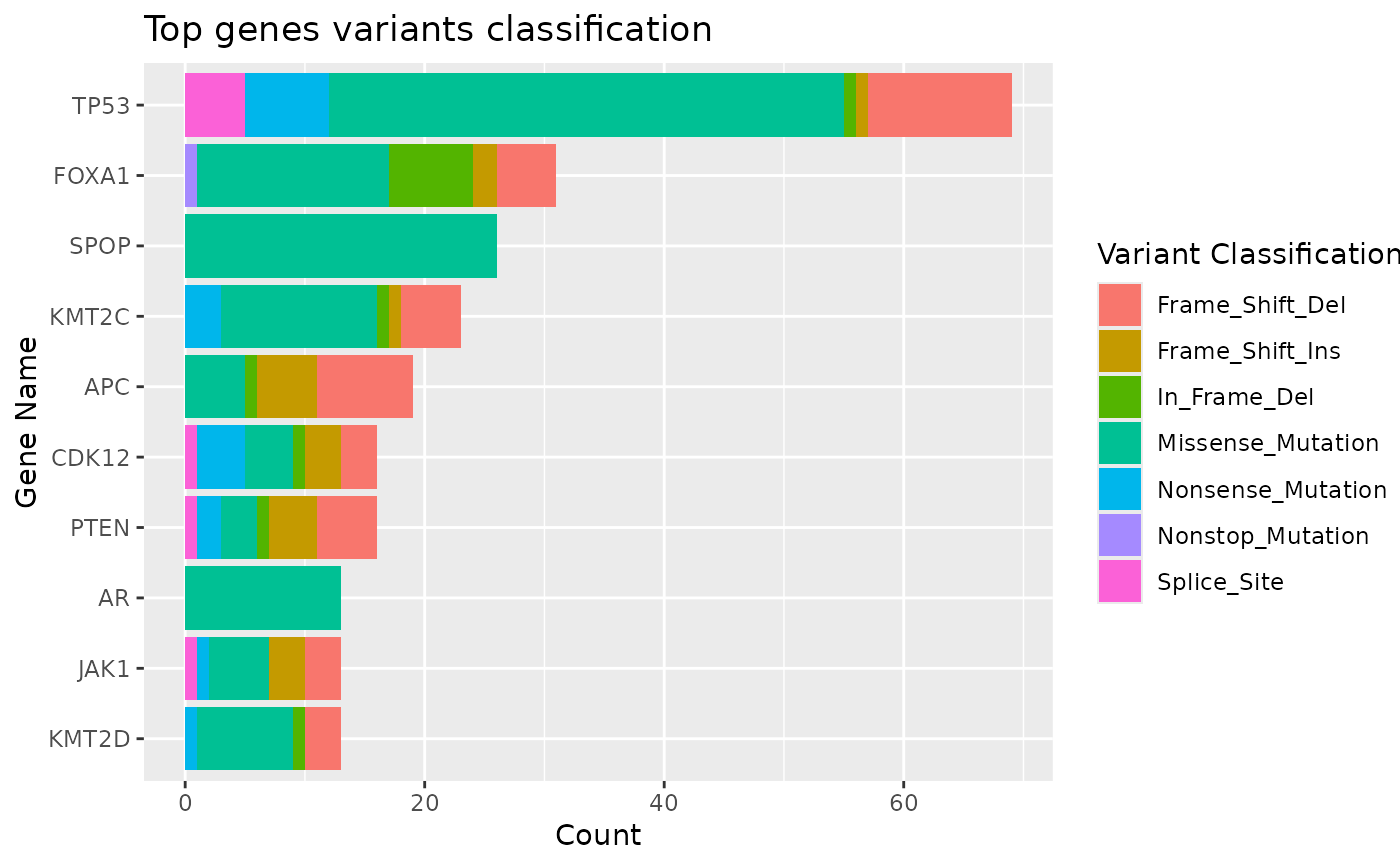 Top genes variants classification
Gene Name
TP53
FOXA1
SPOP
KMT2C
APC
CDK12
PTEN
AR
JAK1
KMT2D
0 20 40 60
Count
Variant Classification
Frame_Shift_Del
Frame_Shift_Ins
In_Frame_Del
Missense_Mutation
Nonsense_Mutation
Nonstop_Mutation
Splice_Site